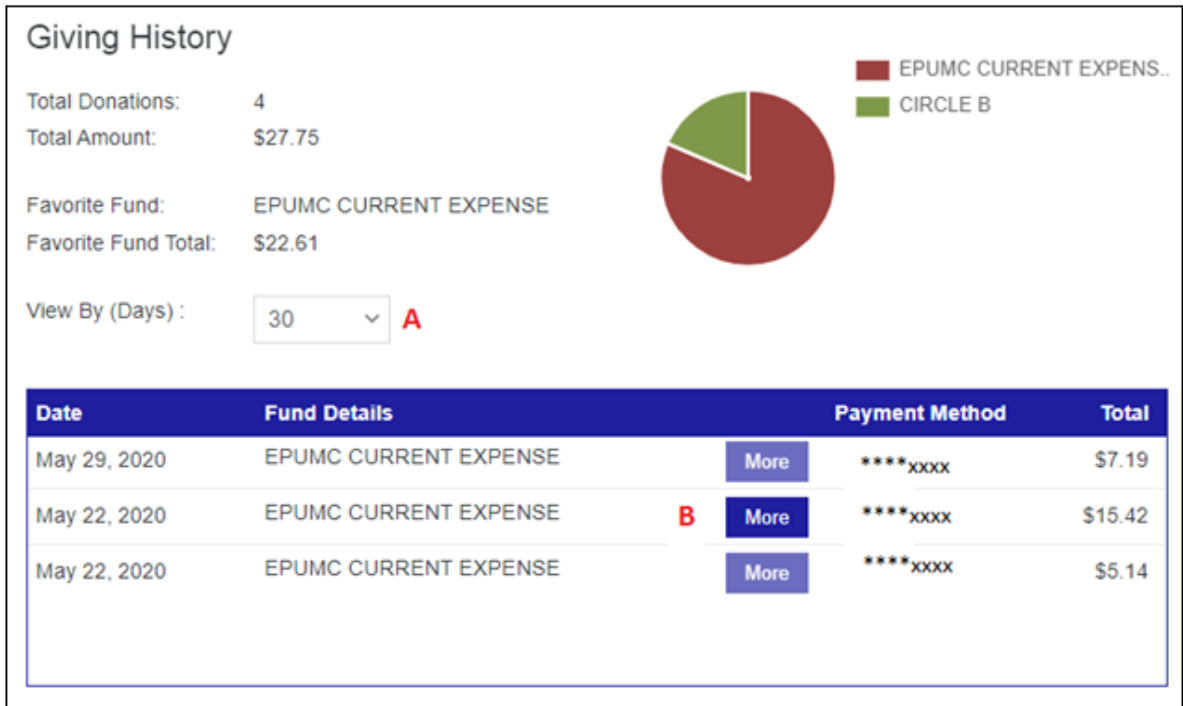 Giving History
EPUMC CURRENT EXPENS..
CIRCLE B
Total Donations: 4
Total Amount: $27.75
Favorite Fund: EPUMC CURRENT EXPENSE
Favorite Fund Total: $22.61
View By (Days) : 30 A
Date Fund Details Payment Method Total
May 29, 2020 EPUMC CURRENT EXPENSE More ****xxxx $7.19
May 22, 2020 EPUMC CURRENT EXPENSE B More ****xxxx $15.42
May 22, 2020 EPUMC CURRENT EXPENSE More ****xxxx $5.14